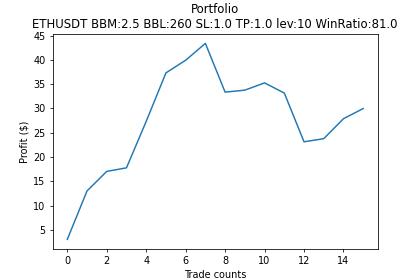 Portfolio
ETHUSDT BBM:2.5 BBL:260 SL:1.0 TP:1.0 lev:10 WinRatio:81.0
45
40
35
30
25
20
15
10
5
Profit ($)
0 2 4 6 8 10 12 14
Trade counts